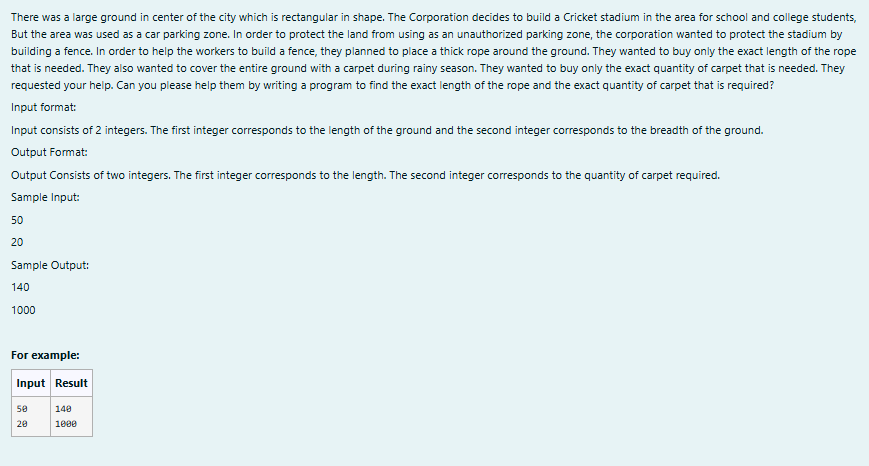 There was a large ground in center of the city which is rectangular in shape. The Corporation decides to build a Cricket stadium in the area for school and college students,
But the area was used as a car parking zone. In order to protect the land from using as an unauthorized parking zone, the corporation wanted to protect the stadium by
building a fence. In order to help the workers to build a fence, they planned to place a thick rope around the ground. They wanted to buy only the exact length of the rope
that is needed. They also wanted to cover the entire ground with a carpet during rainy season. They wanted to buy only the exact quantity of carpet that is needed. They
requested your help. Can you please help them by writing a program to find the exact length of the rope and the exact quantity of carpet that is required?
Input format:
Input consists of 2 integers. The first integer corresponds to the length of the ground and the second integer corresponds to the breadth of the ground.
Output Format:
Output Consists of two integers. The first integer corresponds to the length. The second integer corresponds to the quantity of carpet required.
Sample Input:
50
20
Sample Output:
140
1000
For example:
Input Result
50 140
20 1000